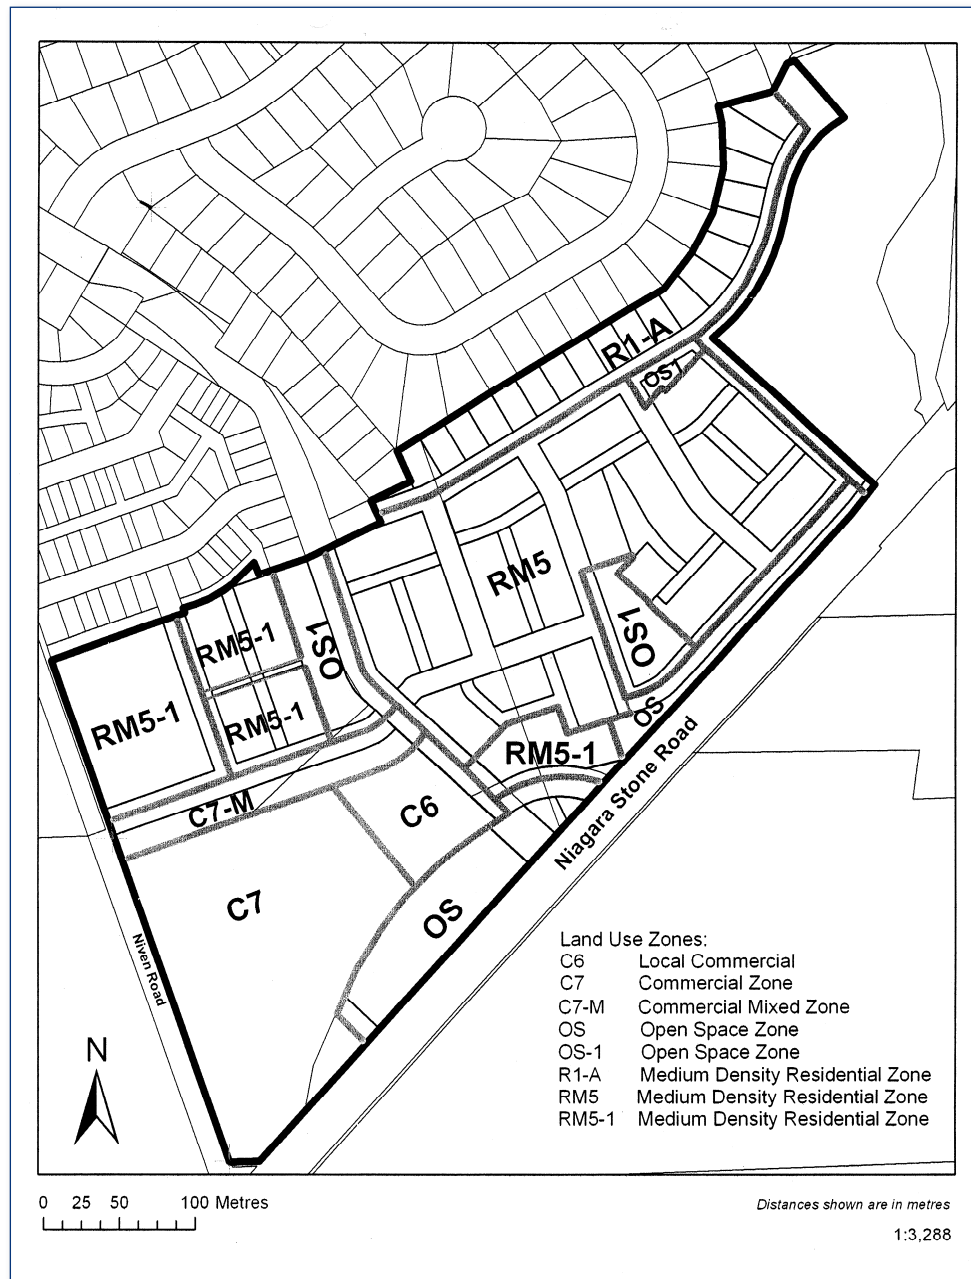 R1-A
OS1
RM5
OS1
RM5-1
OS1
RM5-1
RM5-1
OS
RM5-1
C7-M
C6
Niagara Stone Road
C7
OS
Niven Road
Land Use Zones:
C6 Local Commercial
C7 Commercial Zone
C7-M Commercial Mixed Zone
OS Open Space Zone
OS-1 Open Space Zone
R1-A Medium Density Residential Zone
RM5 Medium Density Residential Zone
RM5-1 Medium Density Residential Zone
N
0 25 50 100 Metres
Distances shown are in metres
1:3,288